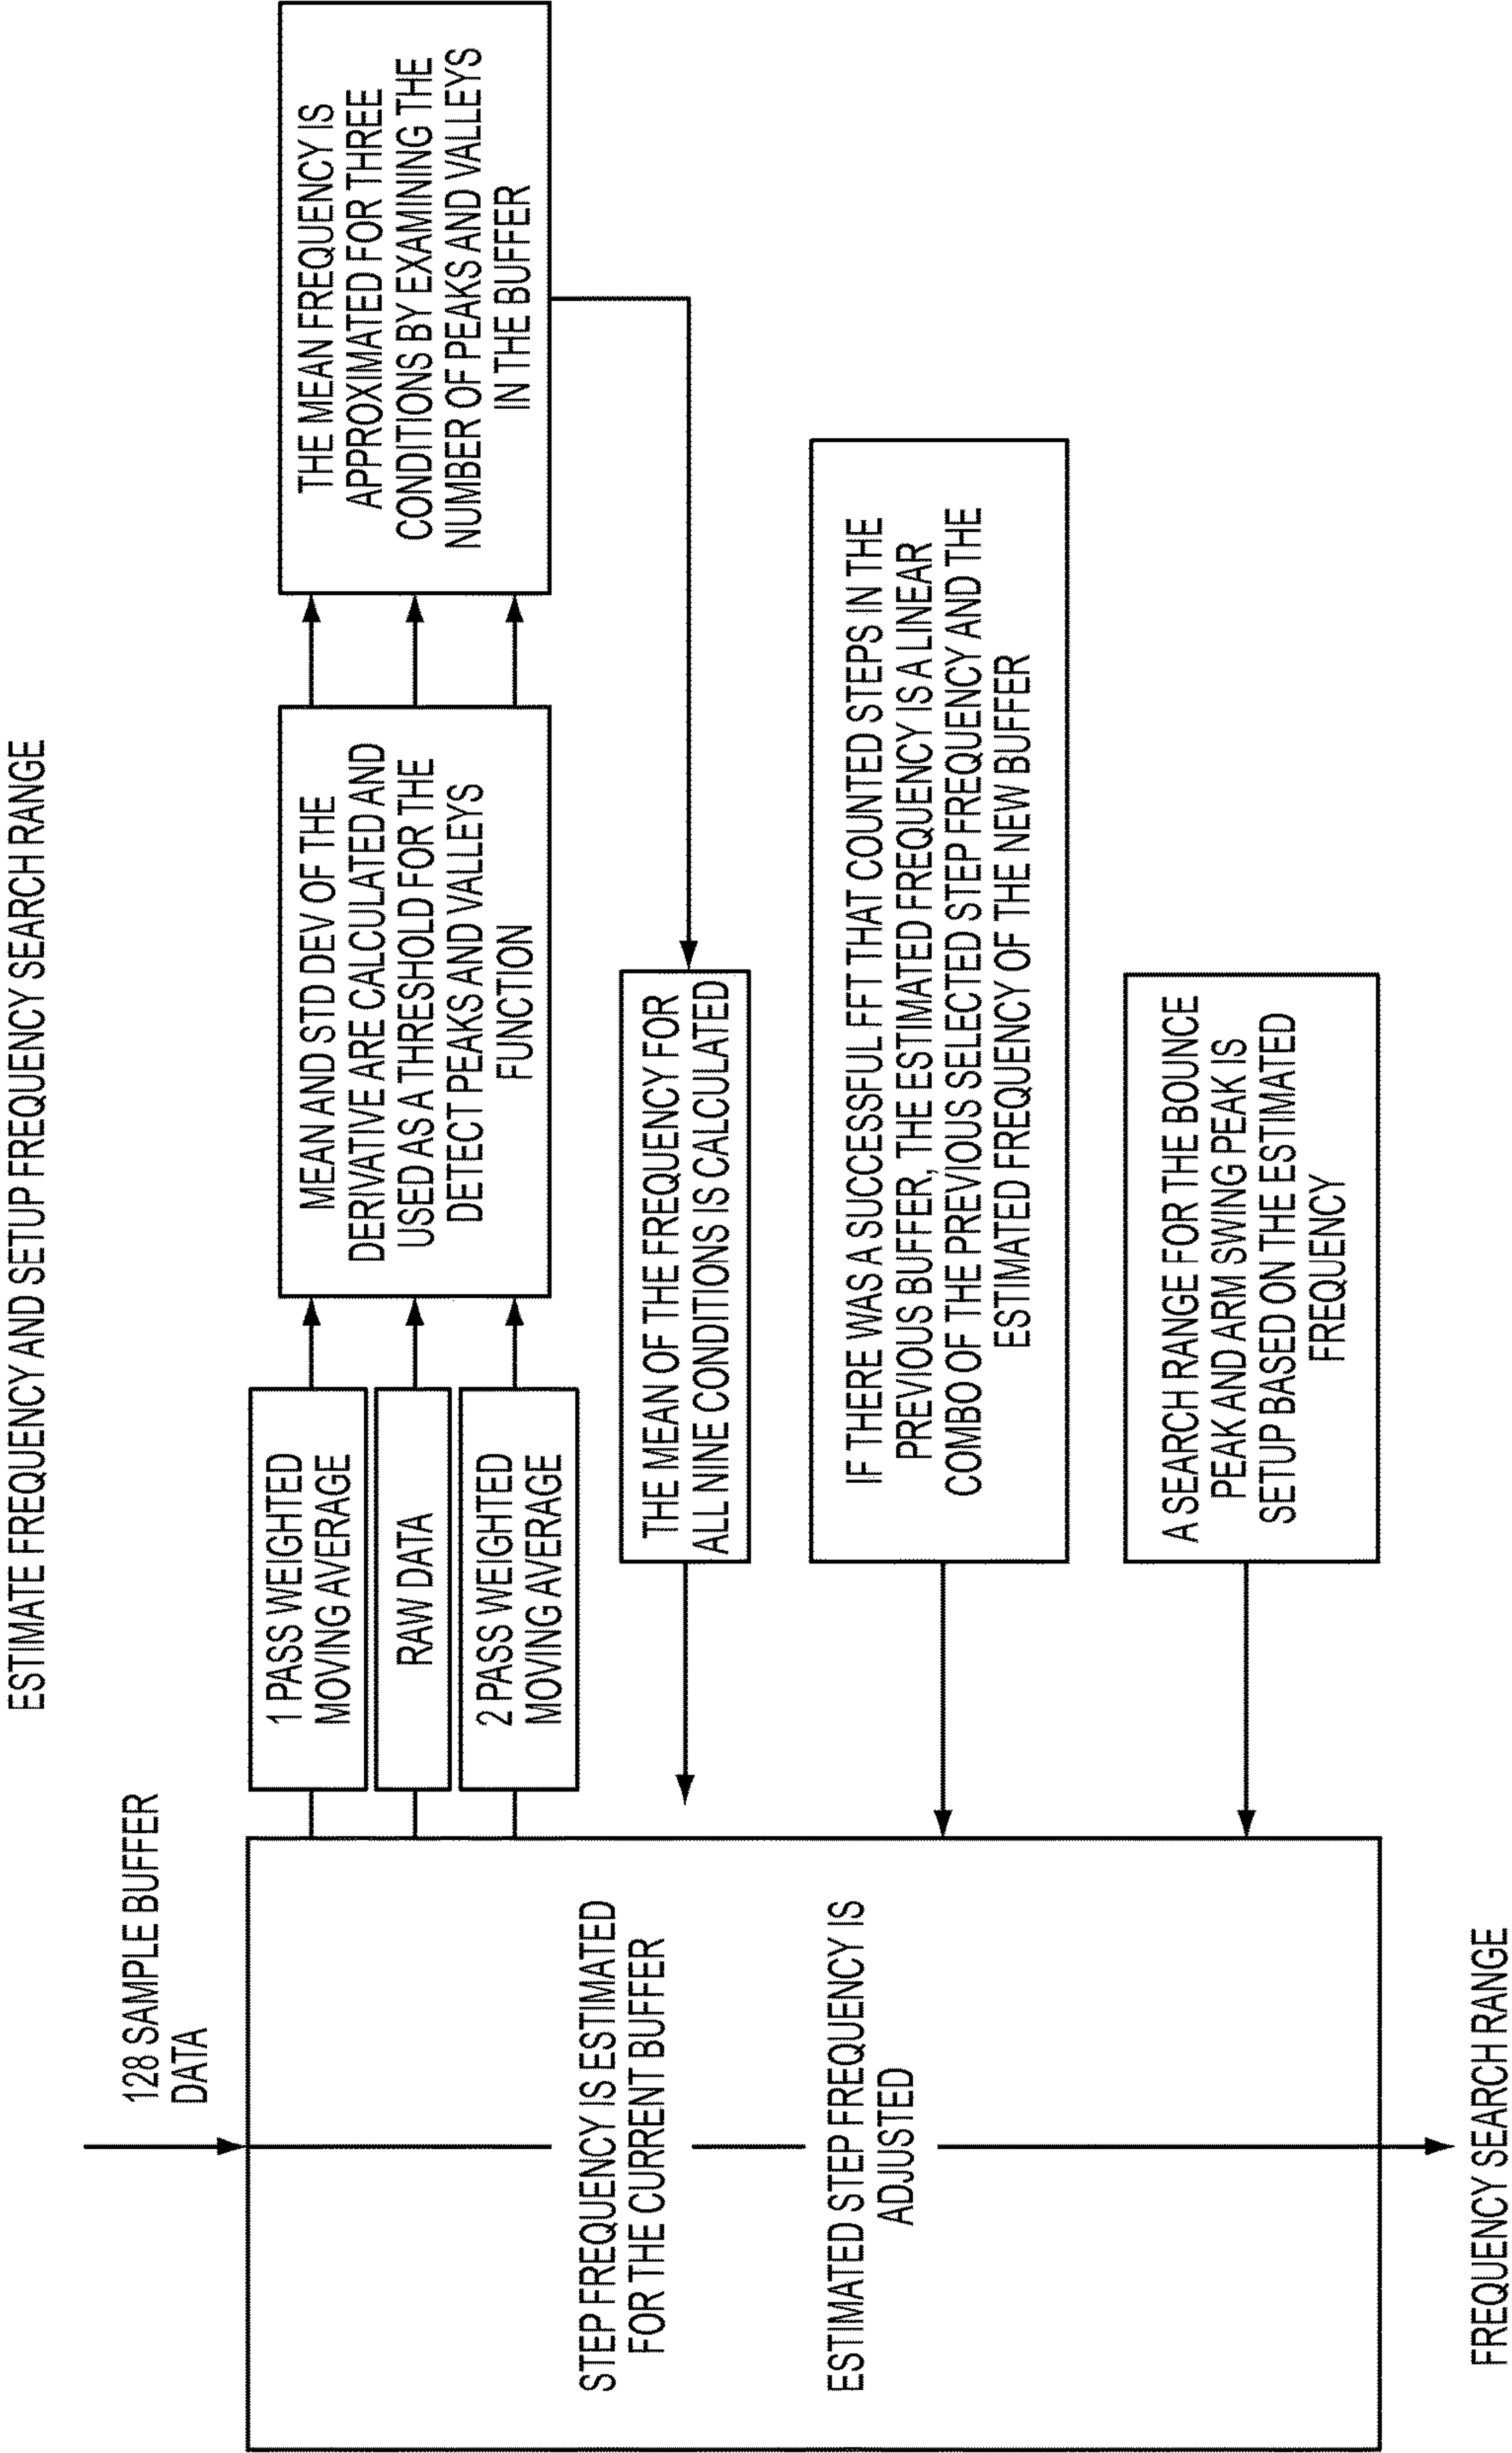 ESTIMATE FREQUENCY AND SETUP FREQUENCY SEARCH RANGE
128 SAMPLE BUFFER
DATA
1 PASS WEIGHTED
MOVING AVERAGE
RAW DATA
2 PASS WEIGHTED
MOVING AVERAGE
MEAN AND STD DEV OF THE
DERIVATIVE ARE CALCULATED AND
USED AS A THRESHOLD FOR THE
DETECT PEAKS AND VALLEYS
FUNCTION
THE MEAN FREQUENCY IS
APPROXIMATED FOR THREE
CONDITIONS BY EXAMINING THE
NUMBER OF PEAKS AND VALLEYS
IN THE BUFFER
STEP FREQUENCY IS ESTIMATED
FOR THE CURRENT BUFFER
THE MEAN OF THE FREQUENCY FOR
ALL NINE CONDITIONS IS CALCULATED
ESTIMATED STEP FREQUENCY IS
ADJUSTED
IF THERE WAS A SUCCESSFUL FFT THAT COUNTED STEPS IN THE
PREVIOUS BUFFER, THE ESTIMATED FREQUENCY IS A LINEAR
COMBO OF THE PREVIOUS SELECTED STEP FREQUENCY AND THE
ESTIMATED FREQUENCY OF THE NEW BUFFER
A SEARCH RANGE FOR THE BOUNCE
PEAK AND ARM SWING PEAK IS
SETUP BASED ON THE ESTIMATED
FREQUENCY
FREQUENCY SEARCH RANGE